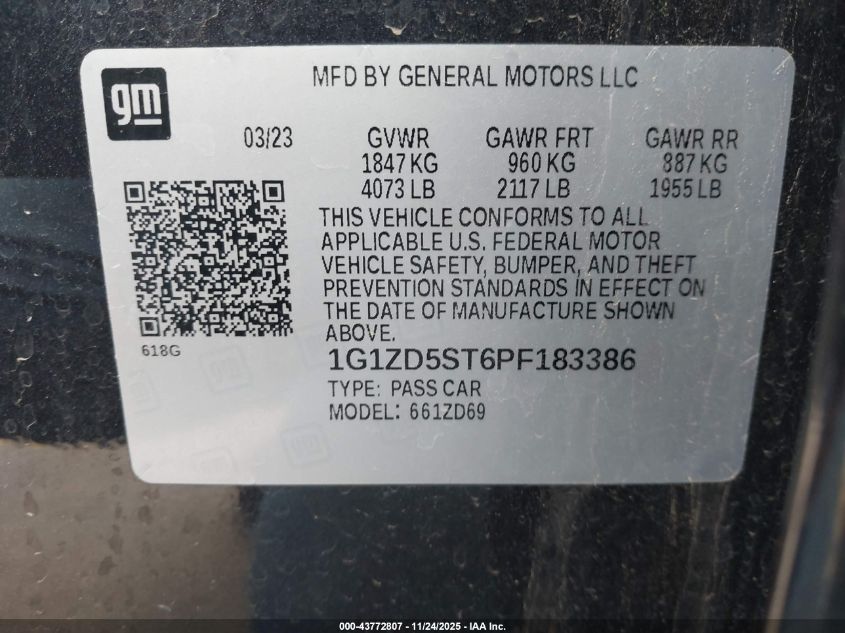 gm
MFD BY GENERAL MOTORS LLC
03/23 GVWR GAWR FRT GAWR RR
1847 KG 960 KG 887 KG
4073 LB 2117 LB 1955 LB
THIS VEHICLE CONFORMS TO ALL
APPLICABLE U.S. FEDERAL MOTOR
VEHICLE SAFETY, BUMPER, AND THEFT
PREVENTION STANDARDS IN EFFECT ON
THE DATE OF MANUFACTURE SHOWN
ABOVE.
618G
1G1ZD5ST6PF183386
TYPE: PASS CAR
MODEL: 661ZD69
000-43772807 - 11/24/2025 - IAA Inc.